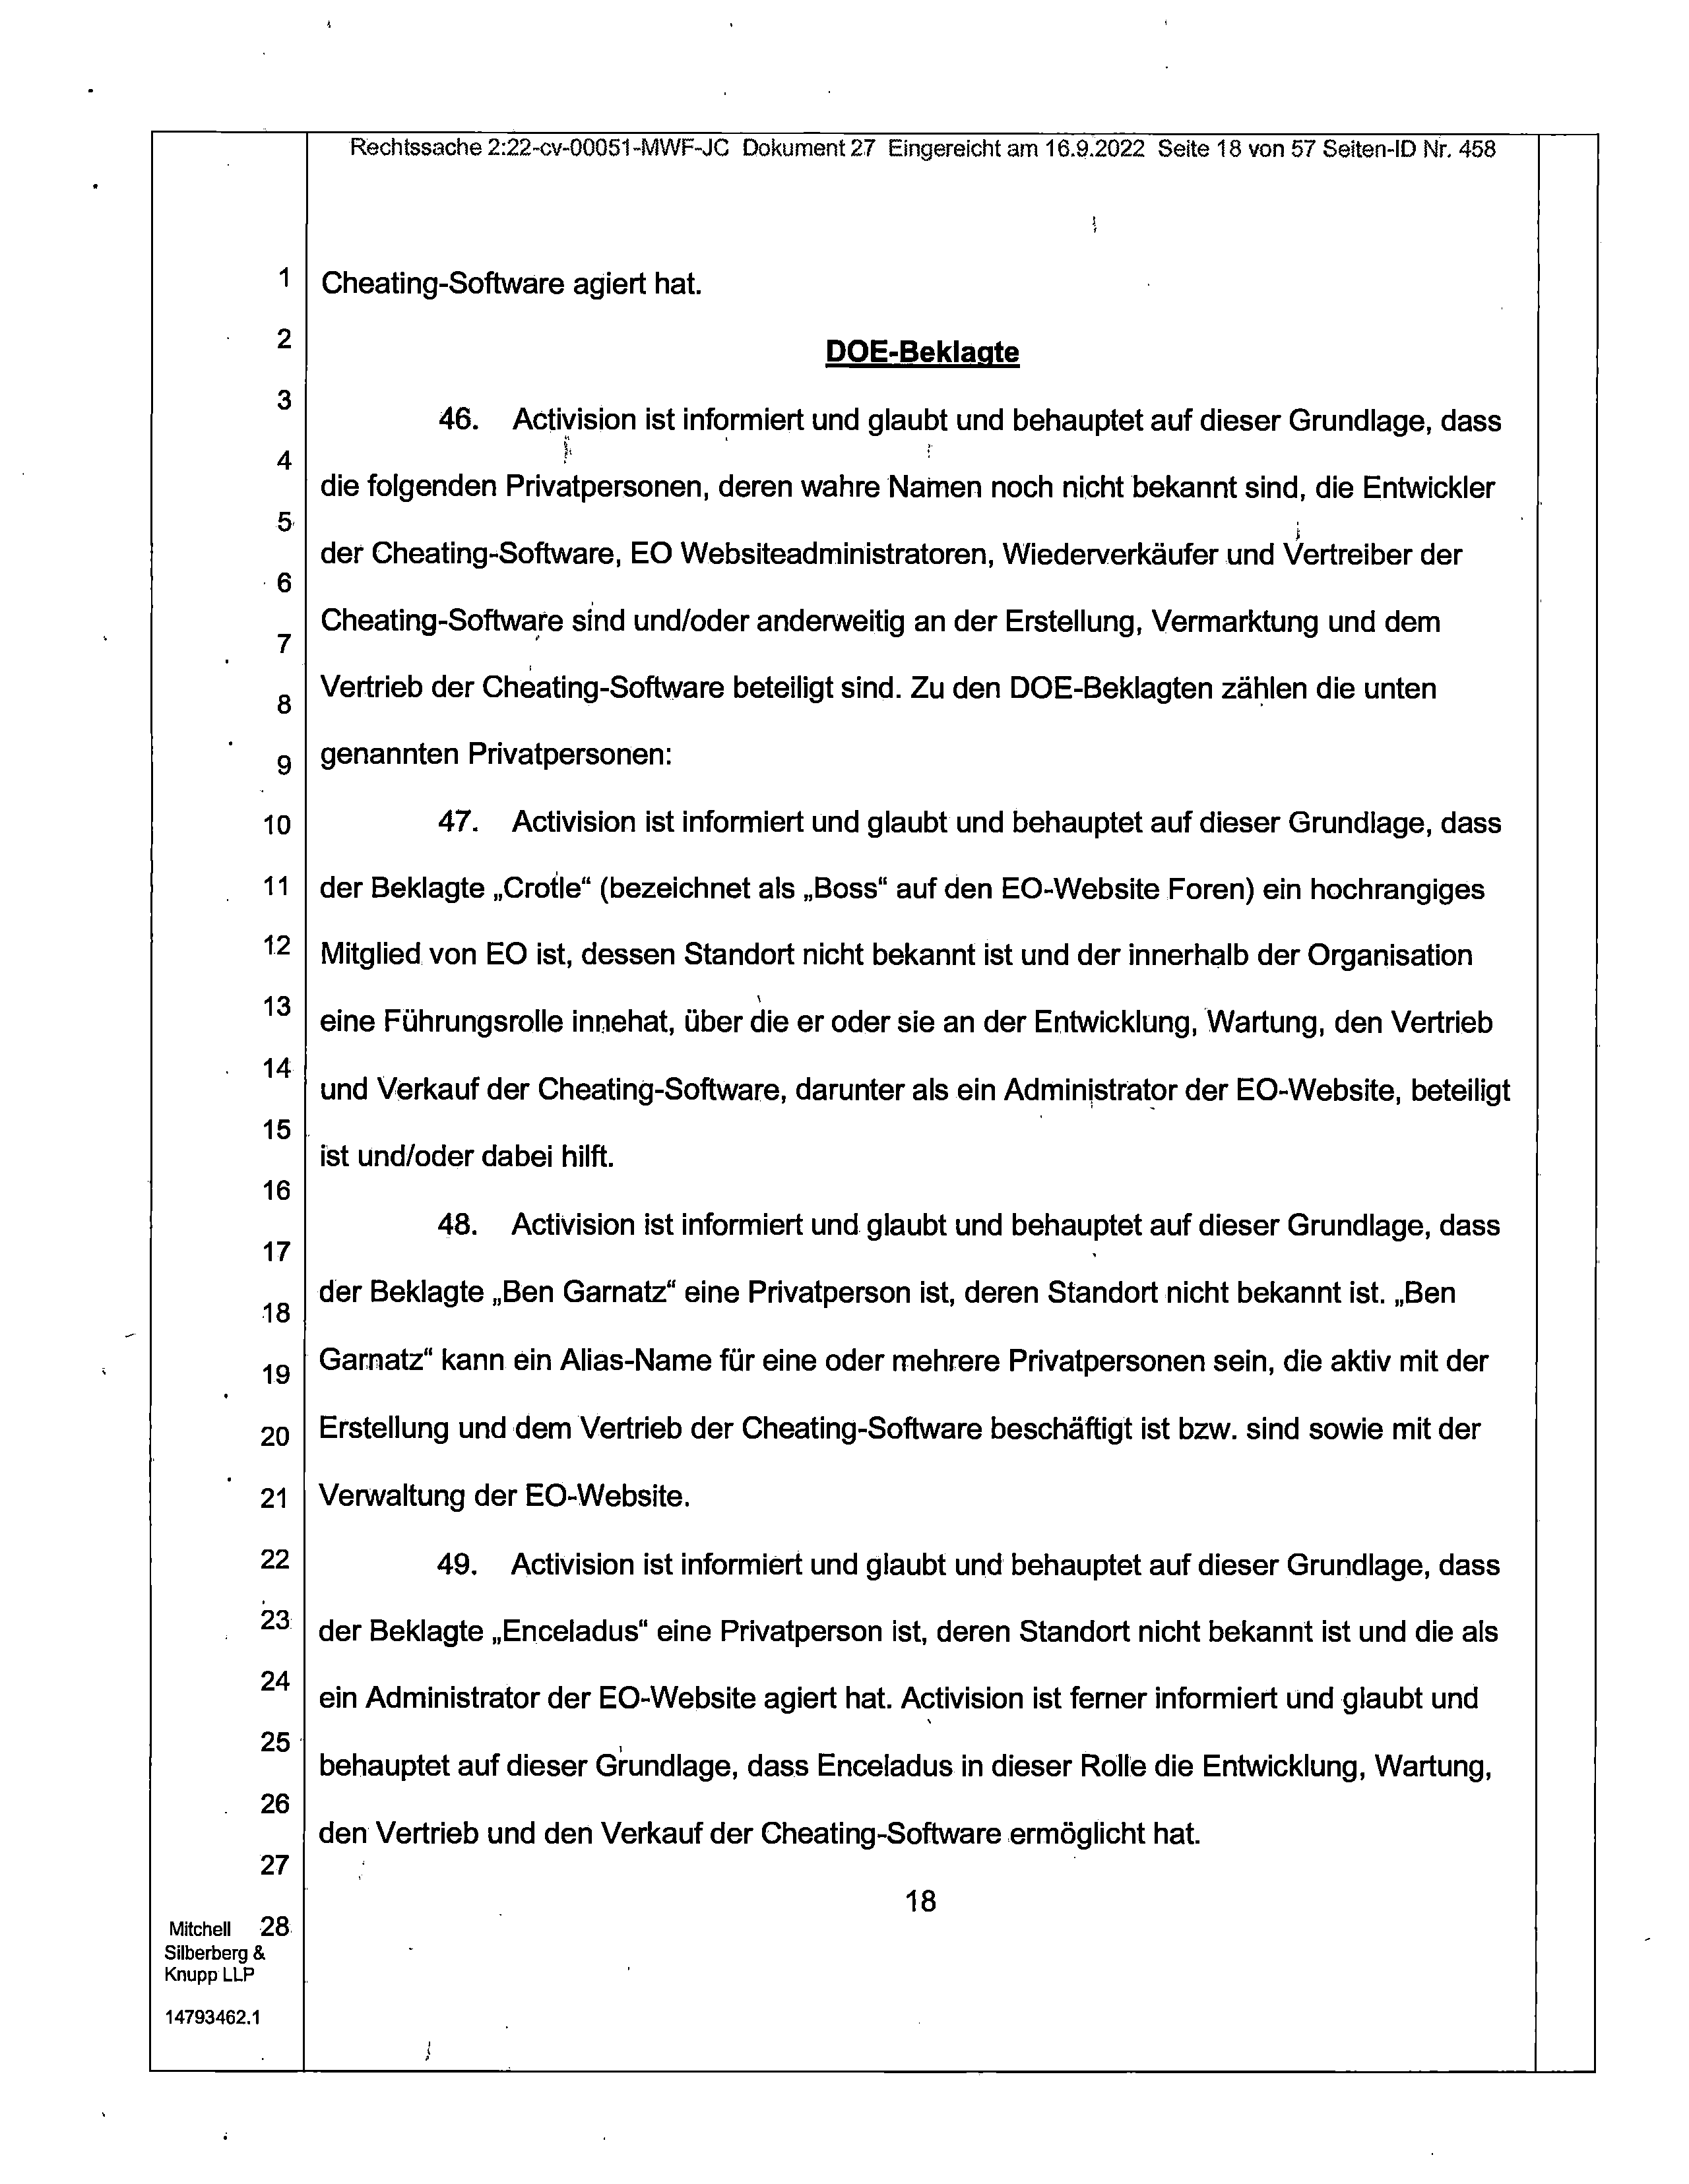 Rechtssache 2:22-cv-00051-MWF-JC Dokument 27 Eingereicht am 16.9.2022 Seite 18 von 57 Seiten-ID Nr. 458
1
Cheating-Software agiert hat.
2
DOE-Beklagte
3
46. Activision ist informiert und glaubt und behauptet auf dieser Grundlage, dass
4
die folgenden Privatpersonen, deren wahre Namen noch nicht bekannt sind, die Entwickler
5
der Cheating-Software, EO Websiteadministratoren, Wiederverkäufer und Vertreiber der
6
Cheating-Software sind und/oder anderweitig an der Erstellung, Vermarktung und dem
7
Vertrieb der Cheating-Software beteiligt sind. Zu den DOE-Beklagten zählen die unten
8
genannten Privatpersonen:
9
10 47. Activision ist informiert und glaubt und behauptet auf dieser Grundlage, dass
11 der Beklagte „Crotle“ (bezeichnet als „Boss“ auf den EO-Website Foren) ein hochrangiges
12 Mitglied von EO ist, dessen Standort nicht bekannt ist und der innerhalb der Organisation
13 eine Führungsrolle innehat, über die er oder sie an der Entwicklung, Wartung, den Vertrieb
14
und Verkauf der Cheating-Software, darunter als ein Administrator der EO-Website, beteiligt
15
ist und/oder dabei hilft.
16
48. Activision ist informiert und glaubt und behauptet auf dieser Grundlage, dass
17
der Beklagte „Ben Garnatz“ eine Privatperson ist, deren Standort nicht bekannt ist. „Ben
18
Garnatz“ kann ein Alias-Name für eine oder mehrere Privatpersonen sein, die aktiv mit der
19
20 Erstellung und dem Vertrieb der Cheating-Software beschäftigt ist bzw. sind sowie mit der
21 Verwaltung der EO-Website.
22 49. Activision ist informiert und glaubt und behauptet auf dieser Grundlage, dass
23 der Beklagte „Enceladus“ eine Privatperson ist, deren Standort nicht bekannt ist und die als
24 ein Administrator der EO-Website agiert hat. Activision ist ferner informiert und glaubt und
25
behauptet auf dieser Grundlage, dass Enceladus in dieser Rolle die Entwicklung, Wartung,
26
den Vertrieb und den Verkauf der Cheating-Software ermöglicht hat.
27
18
Mitchell 28
Silberberg &
Knupp LLP
14793462.1